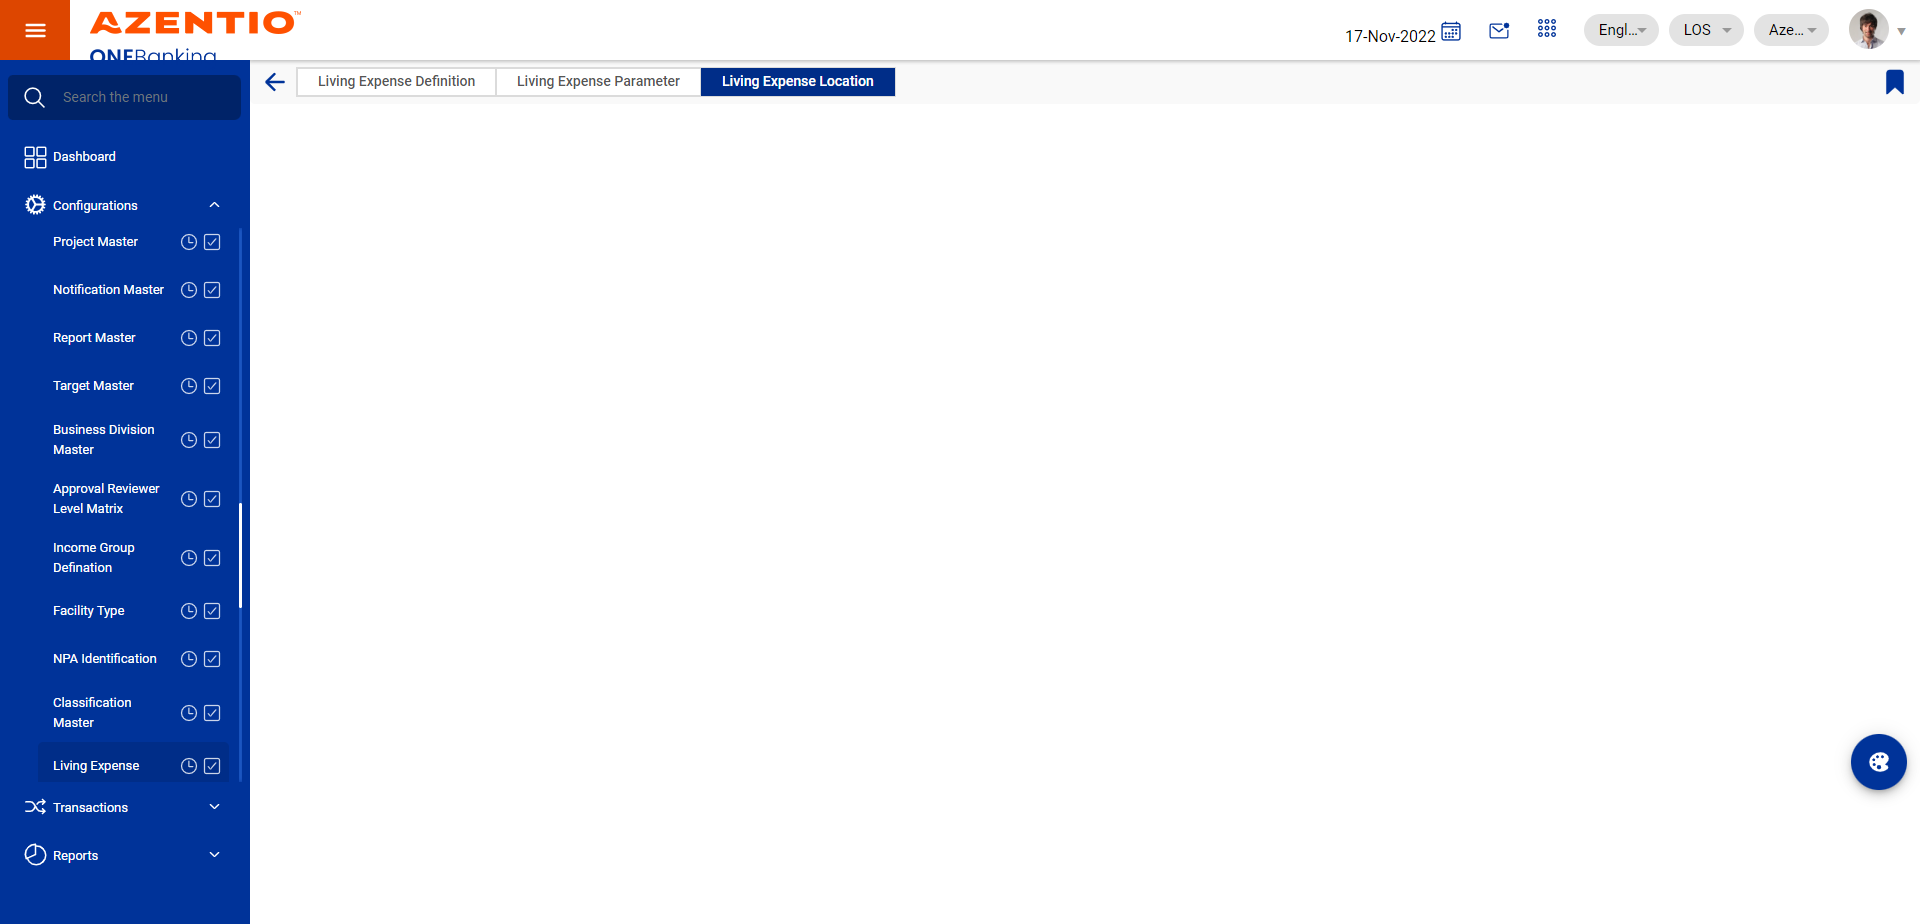 AZENTIO™
ONEBanking
17-Nov-2022
Engl...
LOS
Aze...
Search the menu
Living Expense Definition
Living Expense Parameter
Living Expense Location
Dashboard
Configurations
Project Master
Notification Master
Report Master
Target Master
Business Division
Master
Approval Reviewer
Level Matrix
Income Group
Defination
Facility Type
NPA Identification
Classification
Master
Living Expense
Transactions
Reports